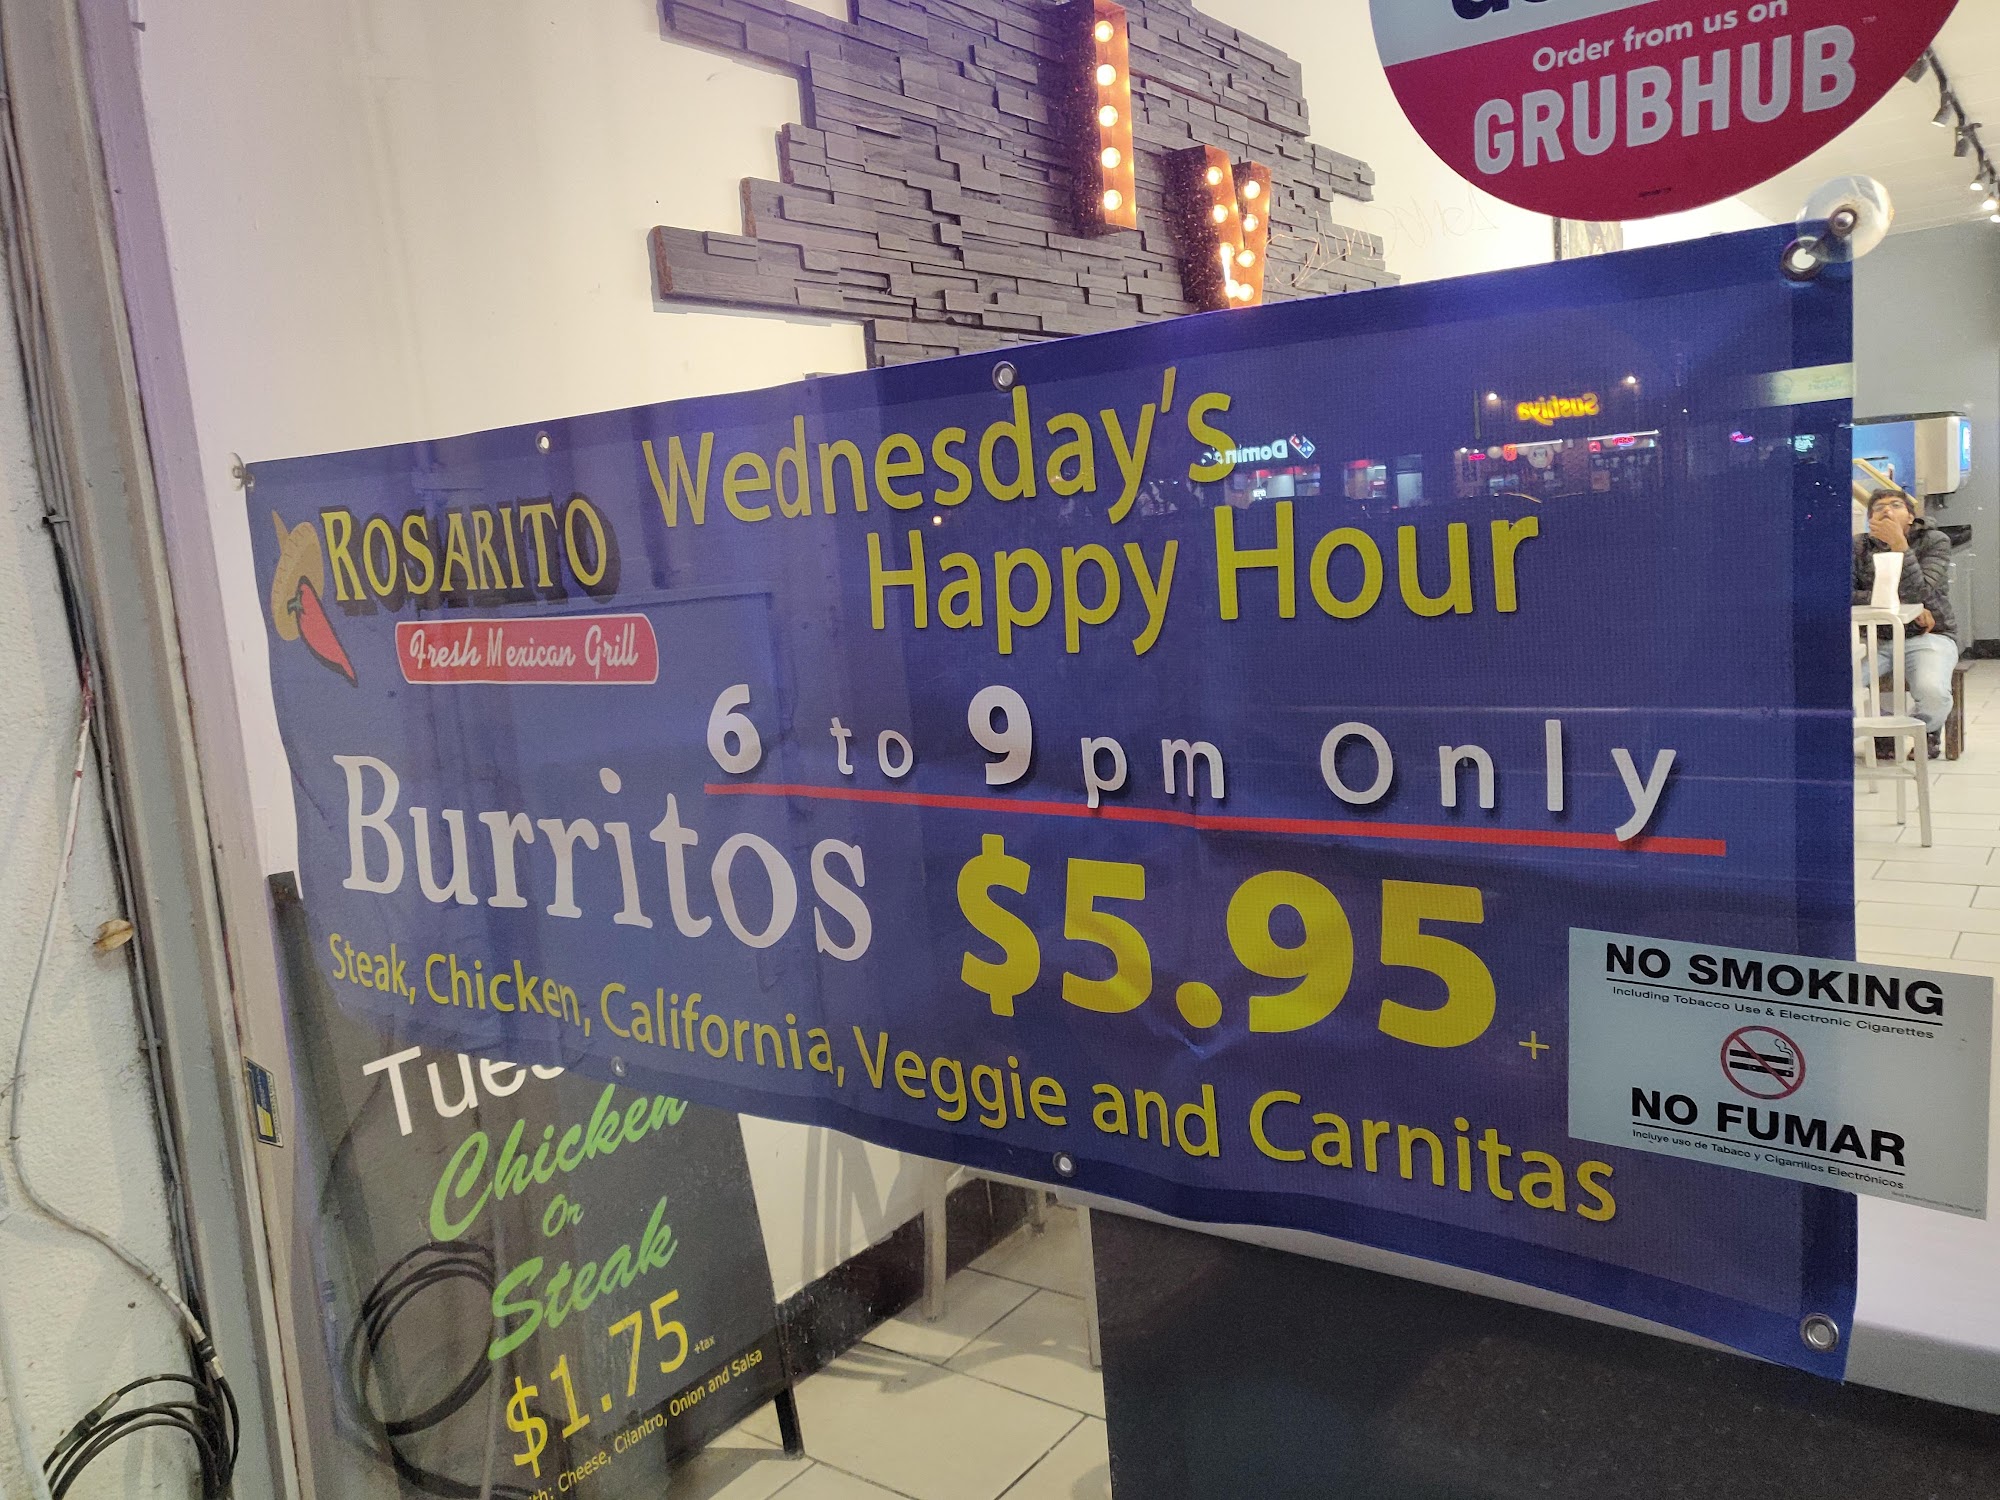 Order from us on
GRUBHUB™
ROSARITO
Fresh Mexican Grill
Wednesday's
Happy Hour
6 to 9 pm Only
Burritos $5.95 +
Steak, Chicken, California, Veggie and Carnitas
Sushiya
NO SMOKING
Including Tobacco Use & Electronic Cigarettes
NO FUMAR
Incluye uso de Tabaco y Cigarrillos Electrónicos
Chicken
Or
Steak
$1.75 +tax
Cheese, Cilantro, Onion and Salsa